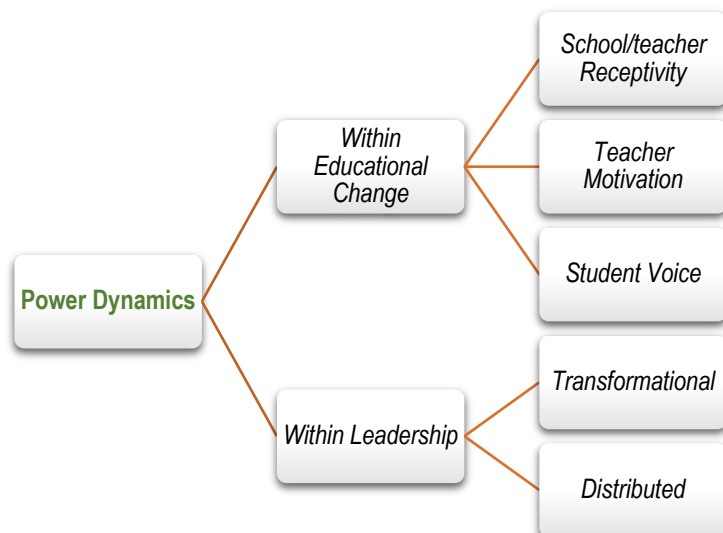 Power Dynamics
Within
Educational
Change
School/teacher
Receptivity
Teacher
Motivation
Student Voice
Within Leadership
Transformational
Distributed